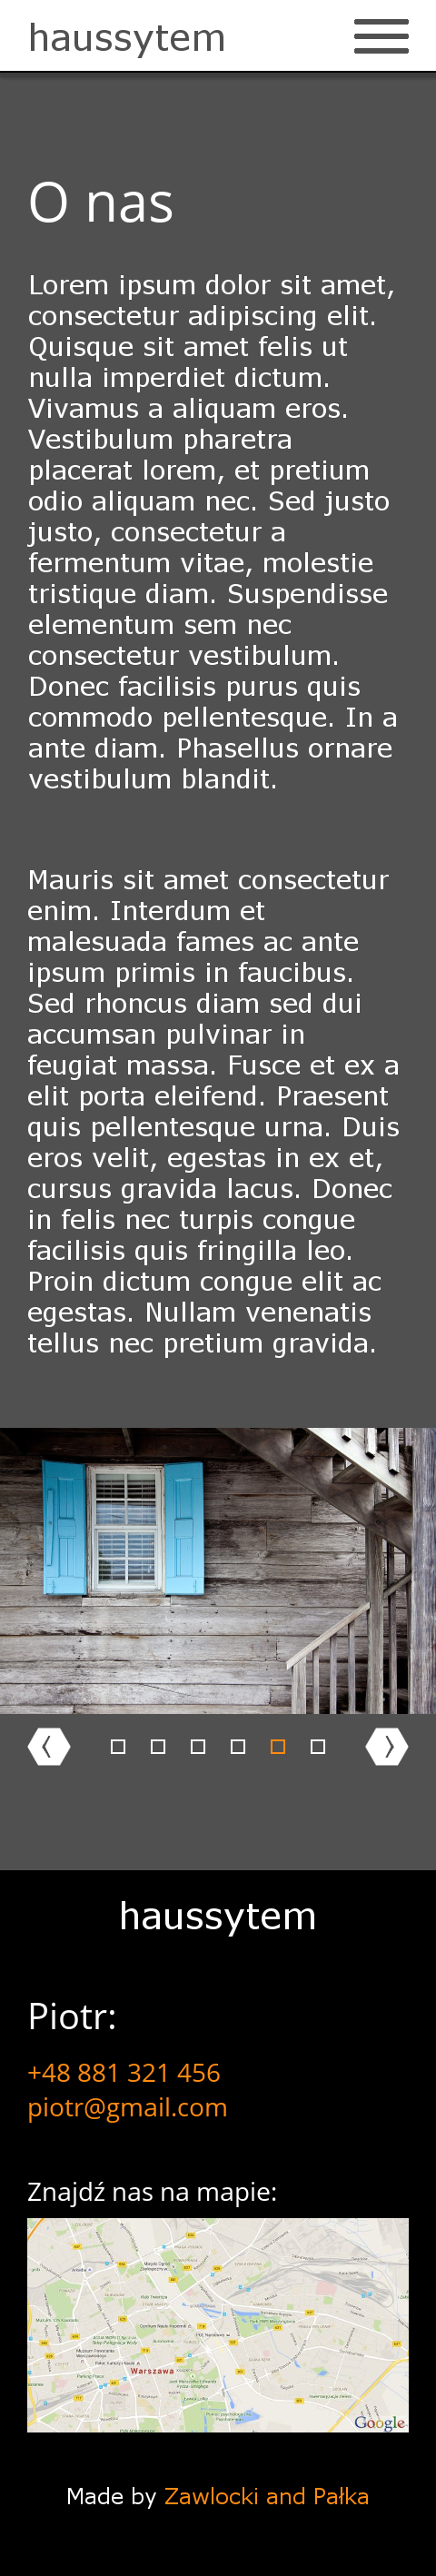 haussytem
O nas
Lorem ipsum dolor sit amet,
consectetur adipiscing elit.
Quisque sit amet felis ut
nulla imperdiet dictum.
Vivamus a aliquam eros.
Vestibulum pharetra
placerat lorem, et pretium
odio aliquam nec. Sed justo
justo, consectetur a
fermentum vitae, molestie
tristique diam. Suspendisse
elementum sem nec
consectetur vestibulum.
Donec facilisis purus quis
commodo pellentesque. In a
ante diam. Phasellus ornare
vestibulum blandit.
Mauris sit amet consectetur
enim. Interdum et
malesuada fames ac ante
ipsum primis in faucibus.
Sed rhoncus diam sed dui
accumsan pulvinar in
feugiat massa. Fusce et ex a
elit porta eleifend. Praesent
quis pellentesque urna. Duis
eros velit, egestas in ex et,
cursus gravida lacus. Donec
in felis nec turpis congue
facilisis quis fringilla leo.
Proin dictum congue elit ac
egestas. Nullam venenatis
tellus nec pretium gravida.
haussytem
Piotr:
+48 881 321 456
piotr@gmail.com
Znajdź nas na mapie:
Warszawa
Google
Made by Zawlocki and Pałka